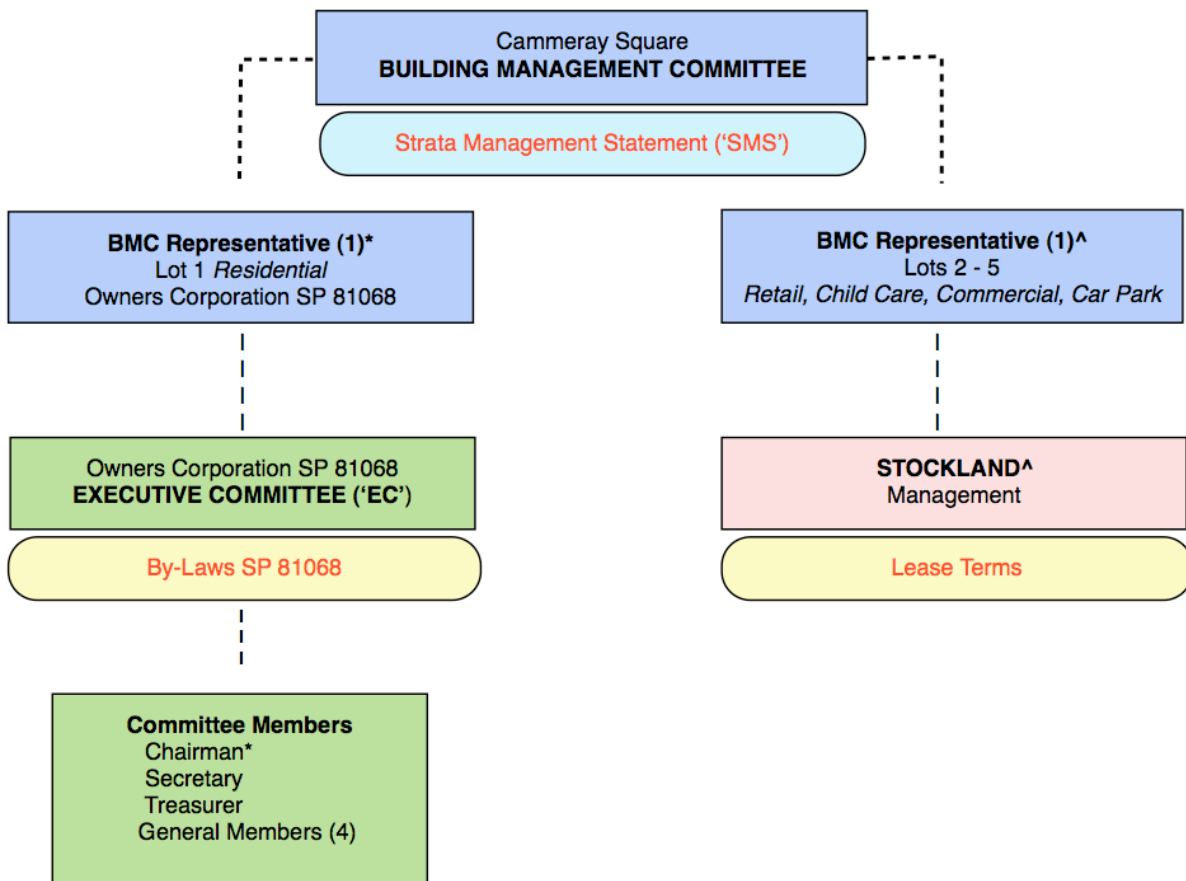 Cammeray Square
BUILDING MANAGEMENT COMMITTEE
Strata Management Statement (‘SMS’)
BMC Representative (1)*
Lot 1 Residential
Owners Corporation SP 81068
BMC Representative (1)^
Lots 2 - 5
Retail, Child Care, Commercial, Car Park
Owners Corporation SP 81068
EXECUTIVE COMMITTEE (‘EC’)
By-Laws SP 81068
STOCKLAND^
Management
Lease Terms
Committee Members
Chairman*
Secretary
Treasurer
General Members (4)